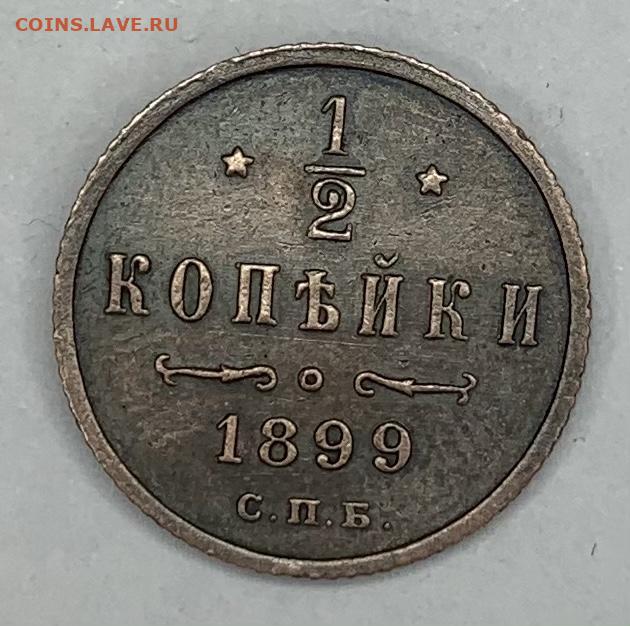 COINS.LAVE.RU
1/2
КОПѢЙКИ
1899
С.П.Б.